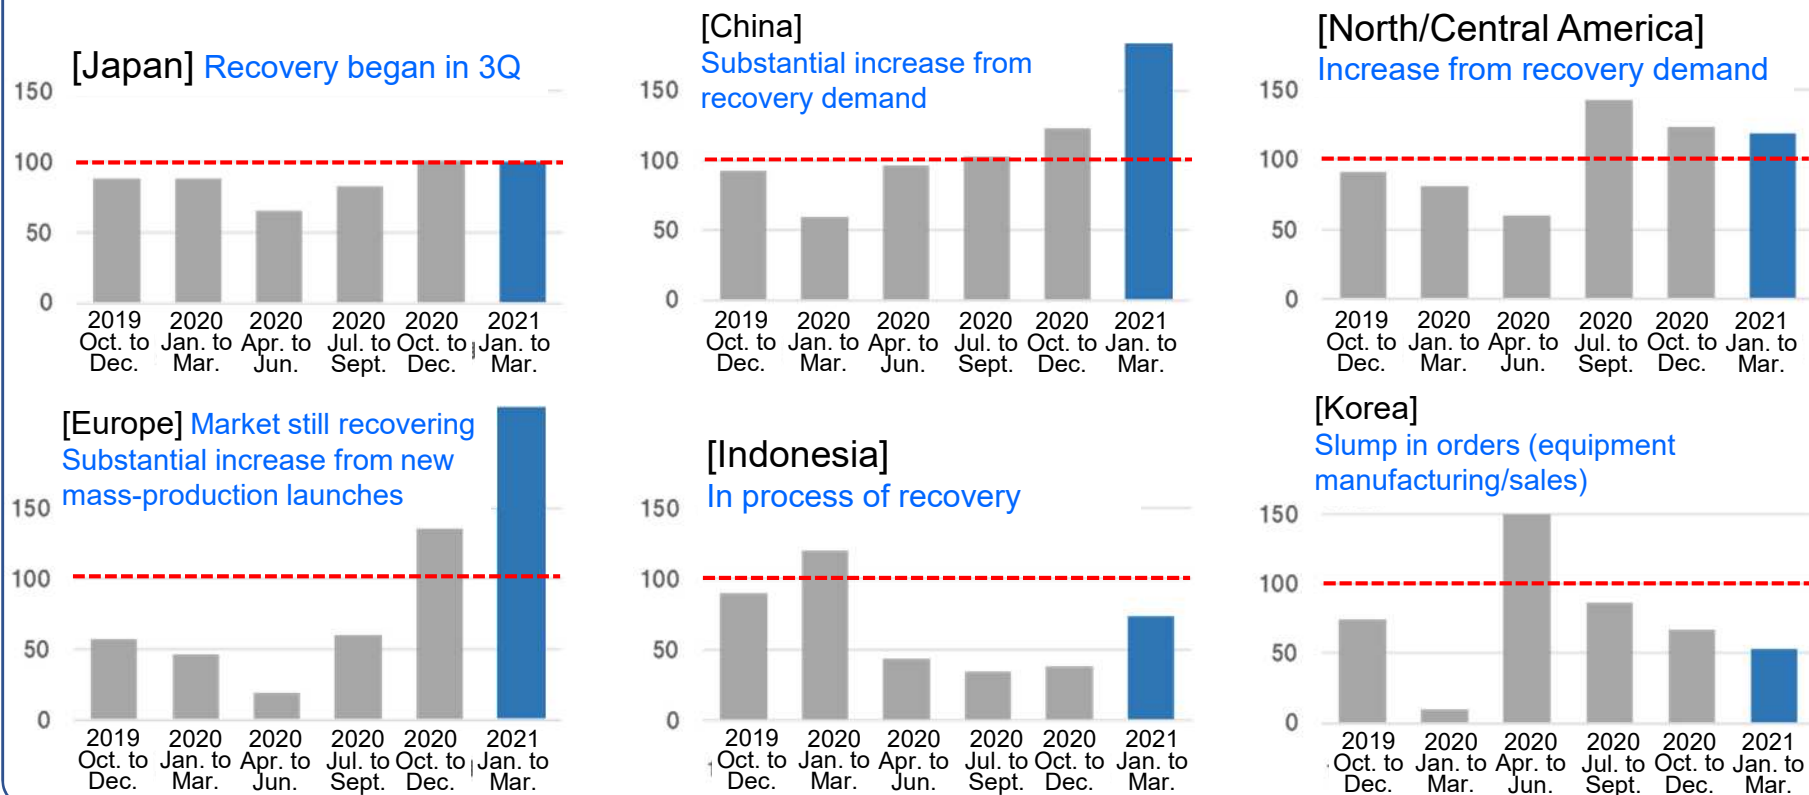 [Japan] Recovery began in 3Q
150
100
50
0
2019 2020 2020 2020 2020 2021
Oct. to Jan. to Apr. to Jul. to Oct. to Jan. to
Dec. Mar. Jun. Sept. Dec. Mar.
[China]
Substantial increase from
recovery demand
150
100
50
0
2019 2020 2020 2020 2020 2021
Oct. to Jan. to Apr. to Jul. to Oct. to Jan. to
Dec. Mar. Jun. Sept. Dec. Mar.
[North/Central America]
Increase from recovery demand
150
100
50
0
2019 2020 2020 2020 2020 2021
Oct. to Jan. to Apr. to Jul. to Oct. to Jan. to
Dec. Mar. Jun. Sept. Dec. Mar.
[Europe] Market still recovering
Substantial increase from new
mass-production launches
150
100
50
0
2019 2020 2020 2020 2020 2021
Oct. to Jan. to Apr. to Jul. to Oct. to Jan. to
Dec. Mar. Jun. Sept. Dec. Mar.
[Indonesia]
In process of recovery
150
100
50
0
2019 2020 2020 2020 2020 2021
Oct. to Jan. to Apr. to Jul. to Oct. to Jan. to
Dec. Mar. Jun. Sept. Dec. Mar.
[Korea]
Slump in orders (equipment
manufacturing/sales)
150
100
50
0
2019 2020 2020 2020 2020 2021
Oct. to Jan. to Apr. to Jul. to Oct. to Jan. to
Dec. Mar. Jun. Sept. Dec. Mar.